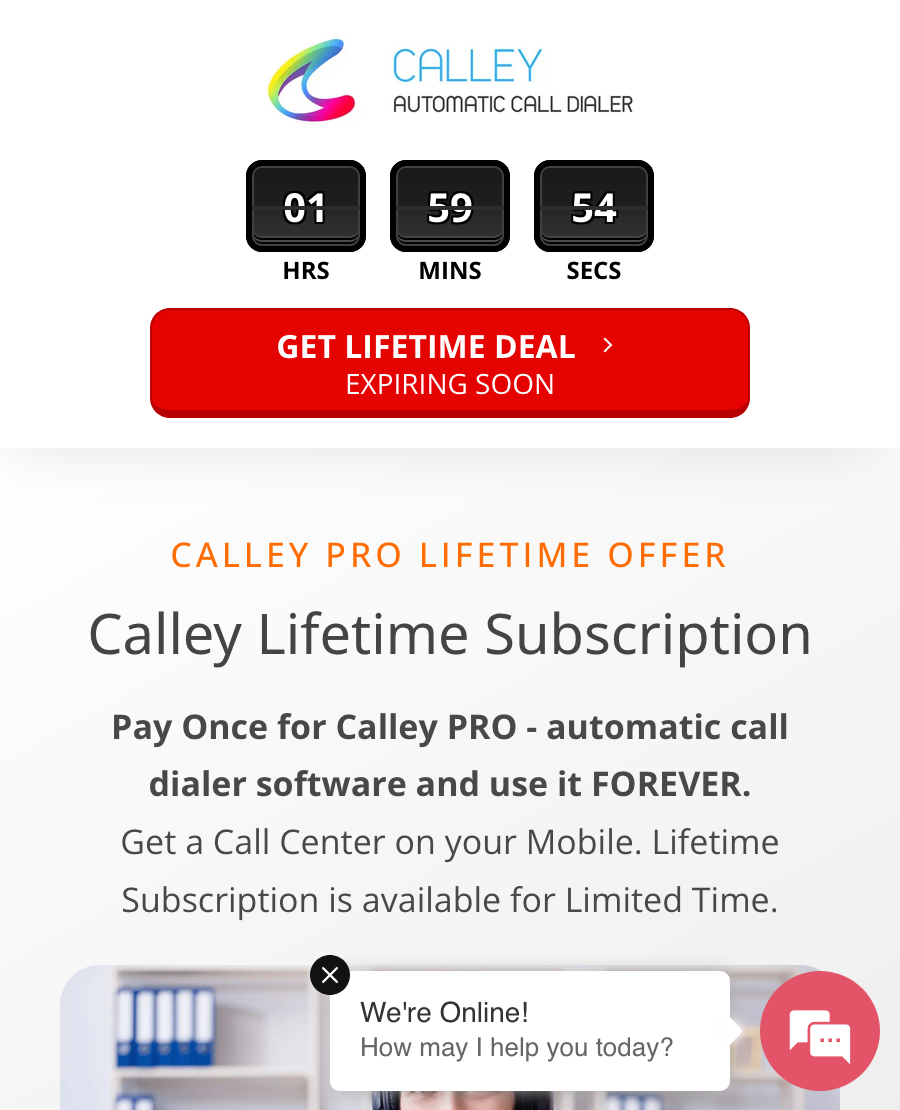 CALLEY
AUTOMATIC CALL DIALER
01 59 54
HRS MINS SECS
GET LIFETIME DEAL
EXPIRING SOON
CALLEY PRO LIFETIME OFFER
Calley Lifetime Subscription
Pay Once for Calley PRO - automatic call
dialer software and use it FOREVER.
Get a Call Center on your Mobile. Lifetime
Subscription is available for Limited Time.
We're Online!
How may I help you today?